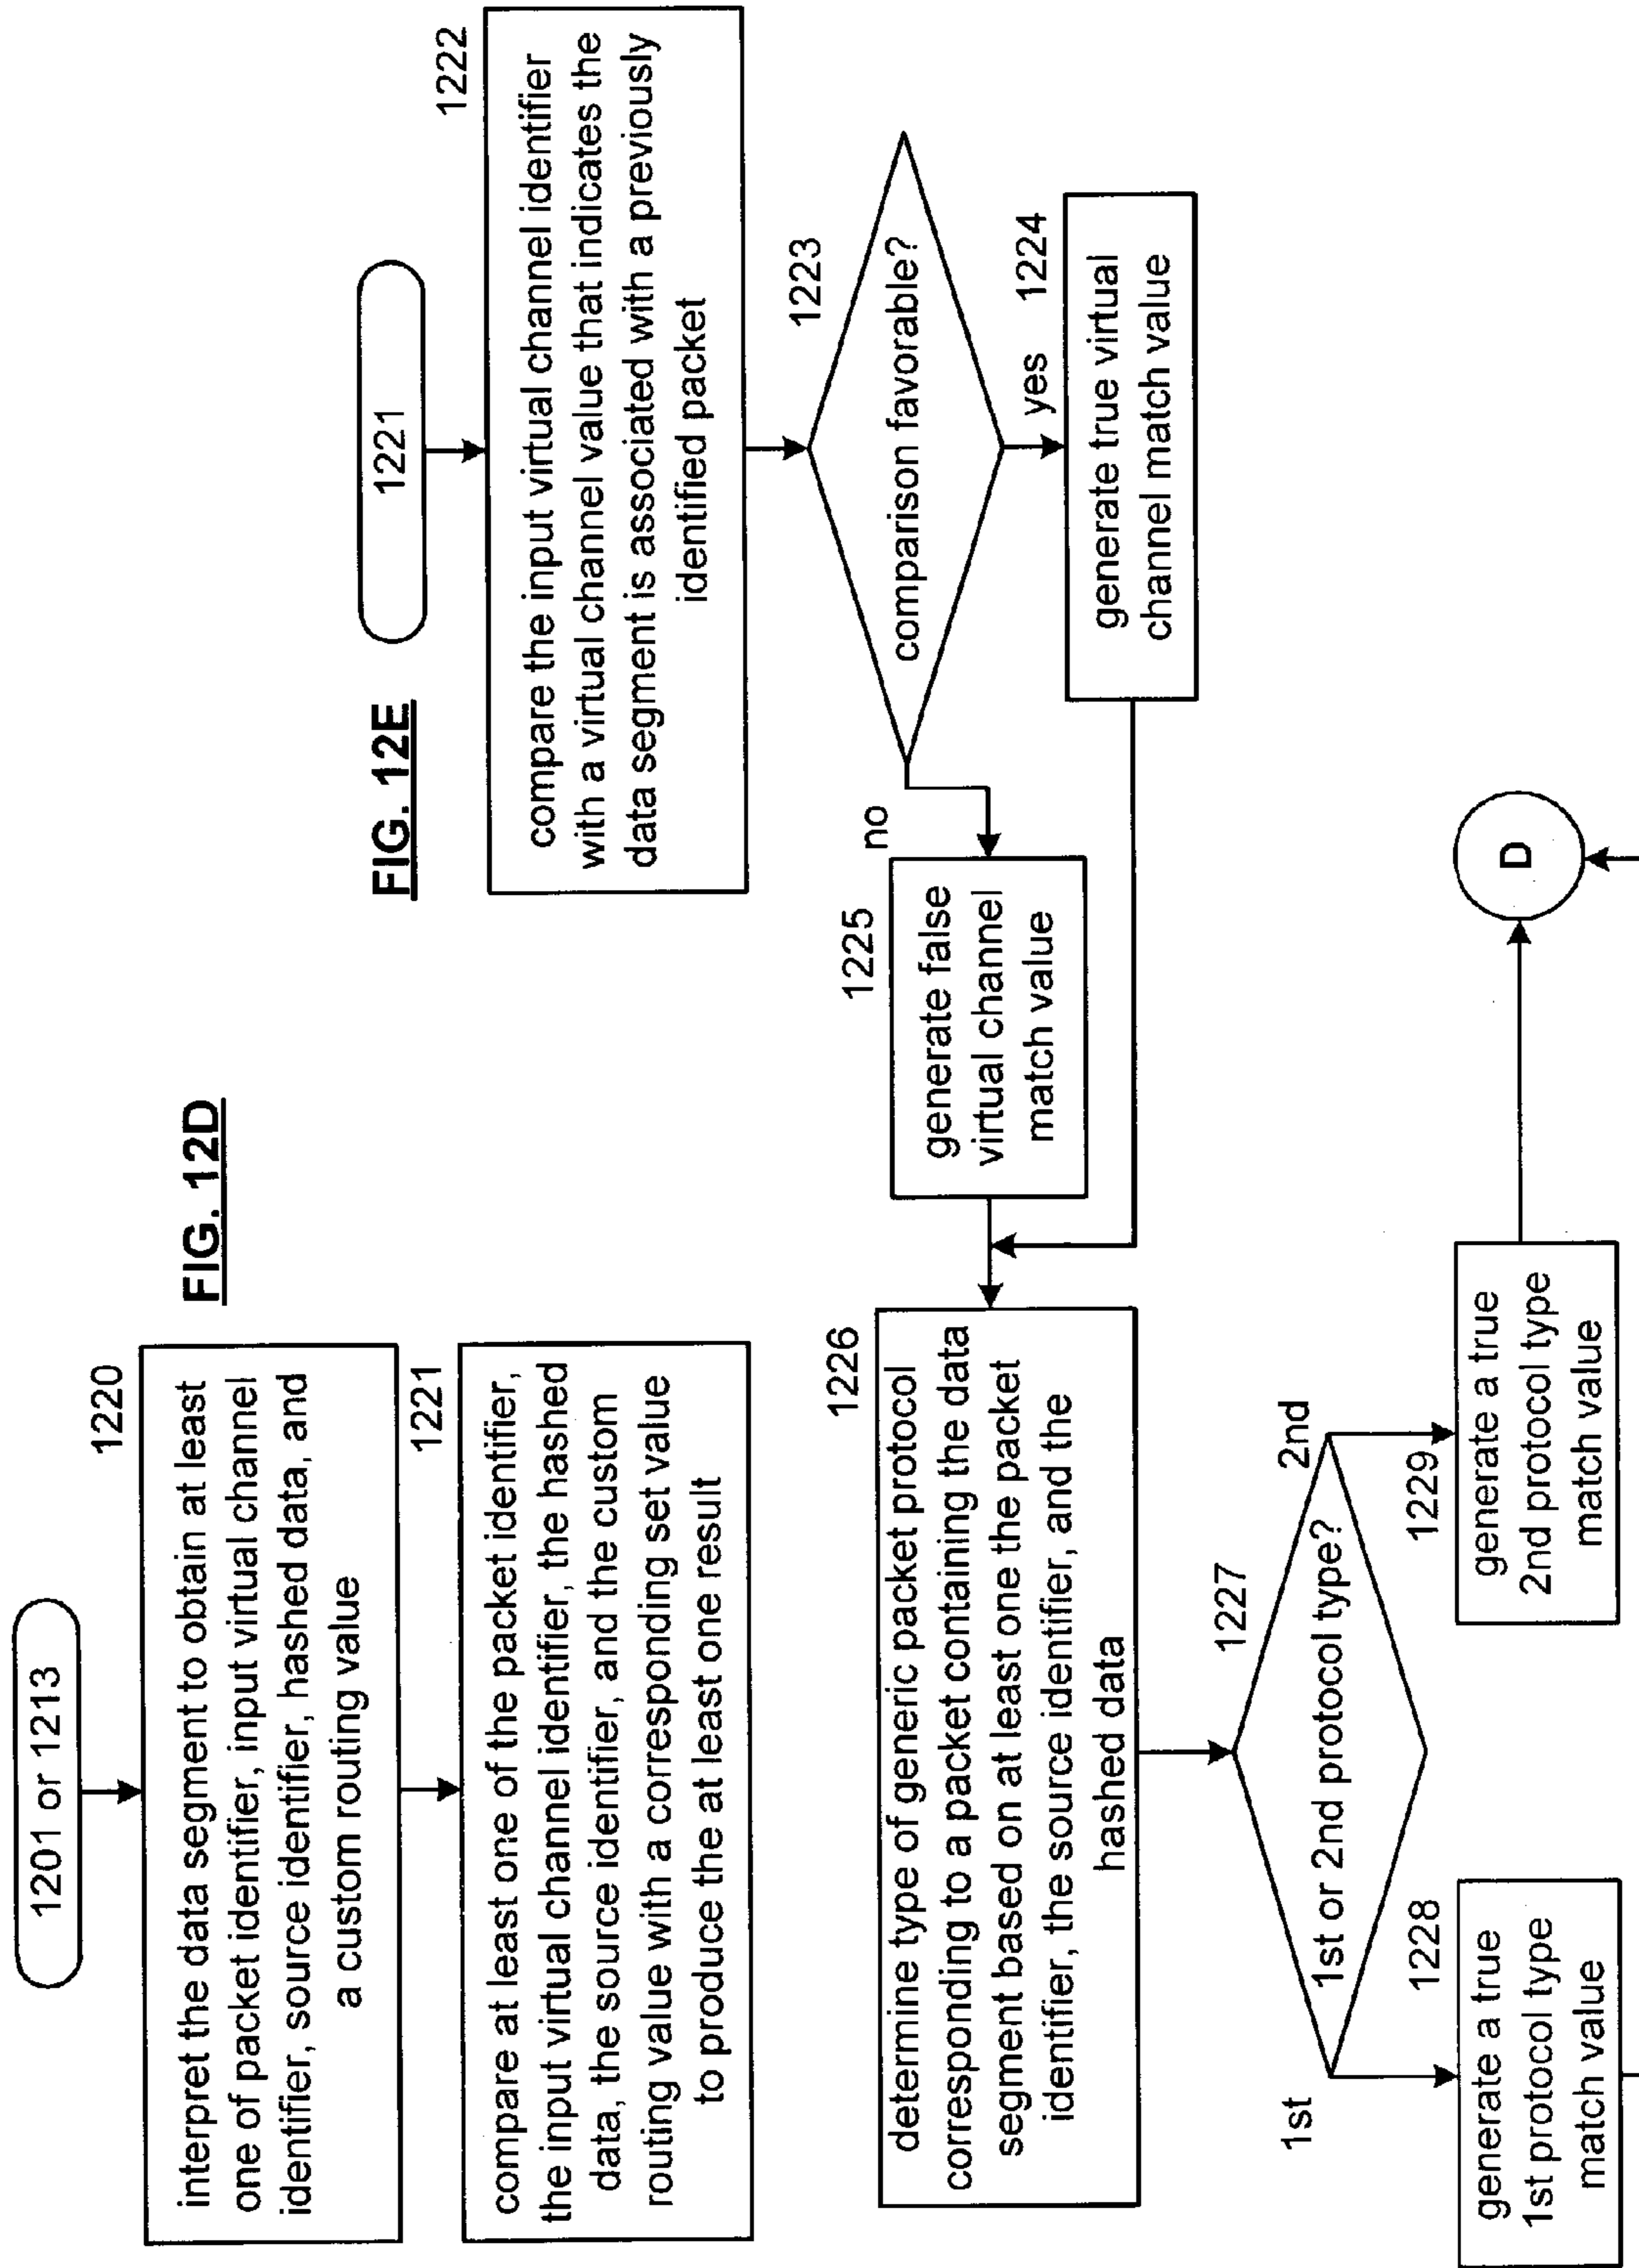 FIG. 12D
1201 or 1213
1220
interpret the data segment to obtain at least
one of packet identifier, input virtual channel
identifier, source identifier, hashed data, and
a custom routing value
1221
compare at least one of the packet identifier,
the input virtual channel identifier, the hashed
data, the source identifier, and the custom
routing value with a corresponding set value
to produce the at least one result
FIG. 12E
1221
1222
compare the input virtual channel identifier
with a virtual channel value that indicates the
data segment is associated with a previously
identified packet
1223
comparison favorable?
yes
1224
generate true virtual
channel match value
no
1225
generate false
virtual channel
match value
1226
determine type of generic packet protocol
corresponding to a packet containing the data
segment based on at least one the packet
identifier, the source identifier, and the
hashed data
1227
1st or 2nd protocol type?
1st
1228
generate a true
1st protocol type
match value
2nd
1229
generate a true
2nd protocol type
match value
D